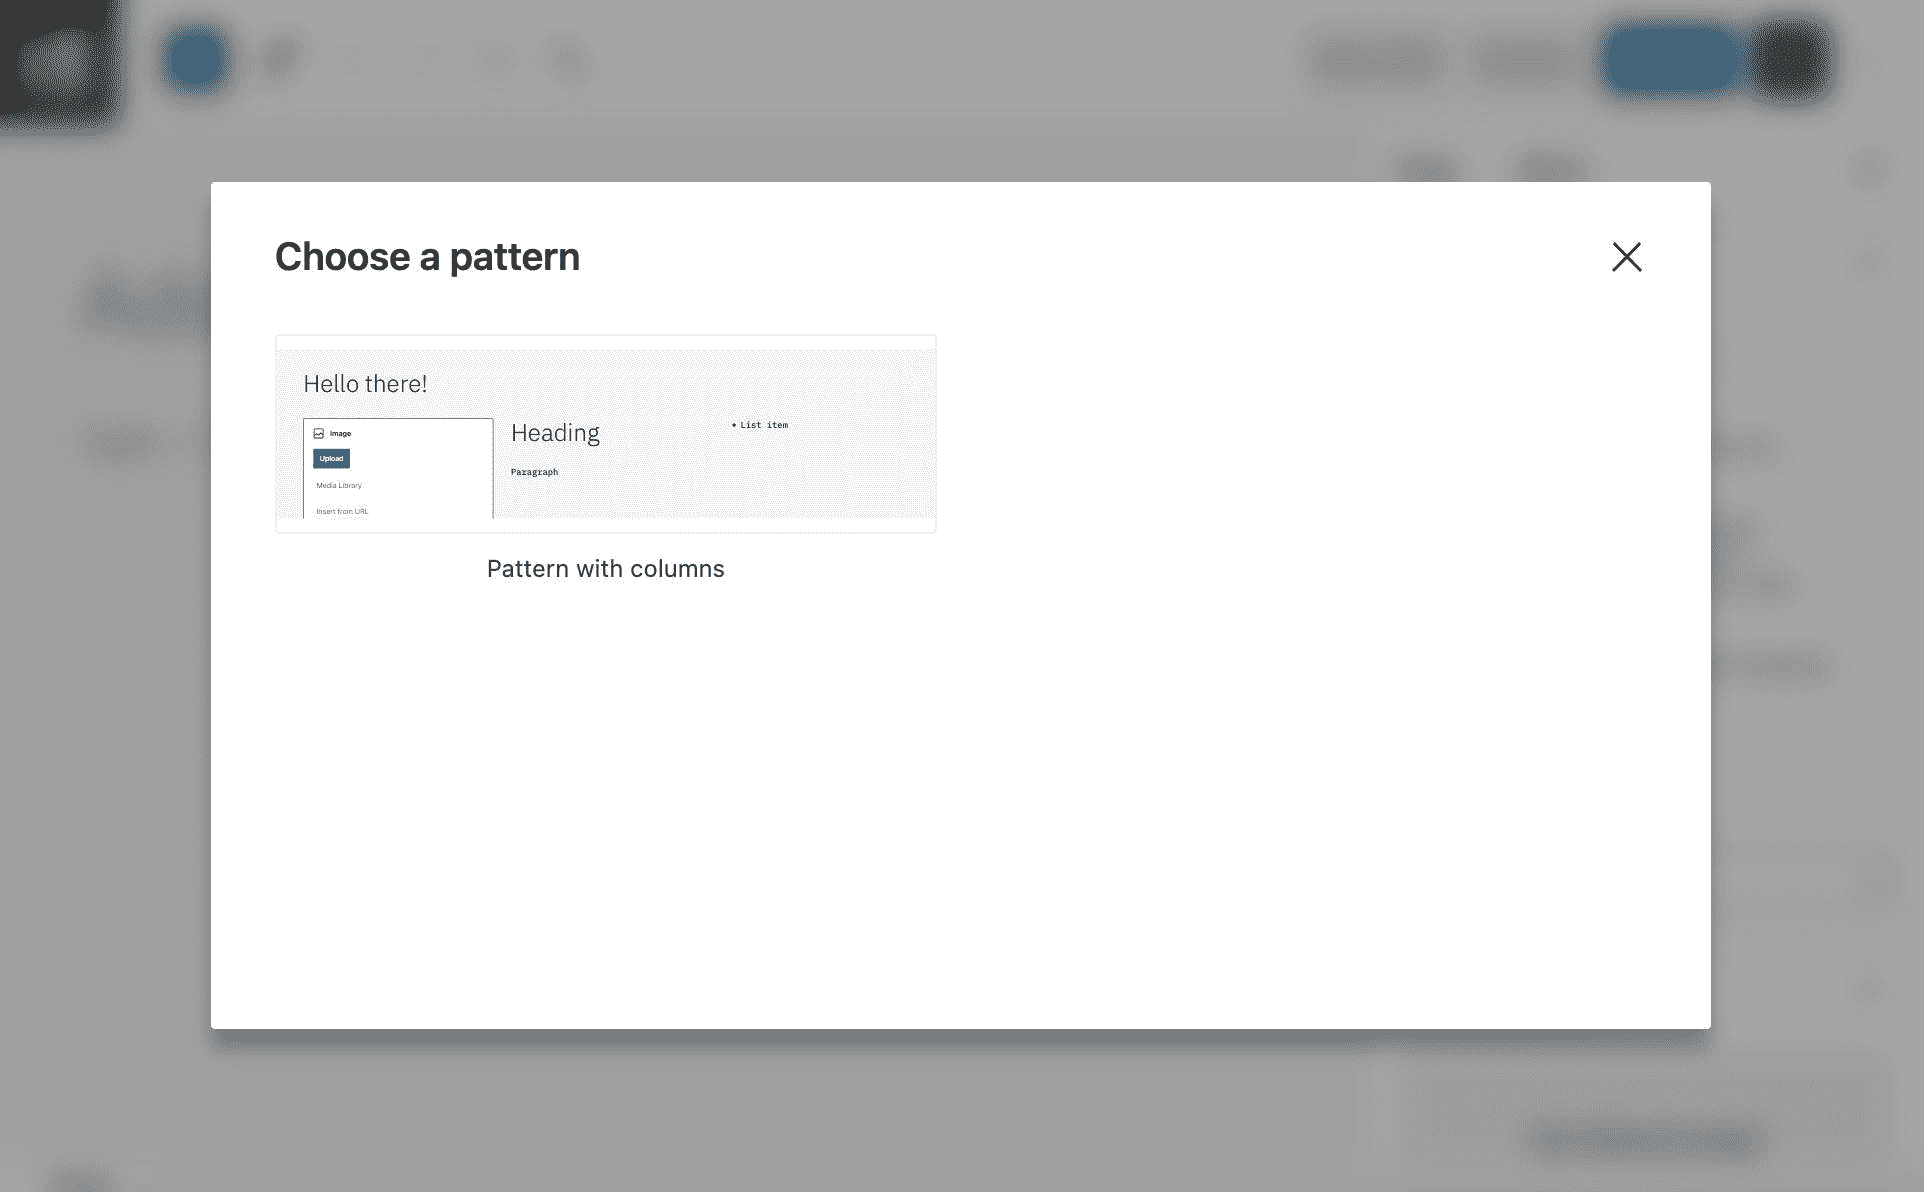 Choose a pattern
Hello there!
Image
Upload
Media Library
Insert from URL
Heading
Paragraph
• List item
Pattern with columns